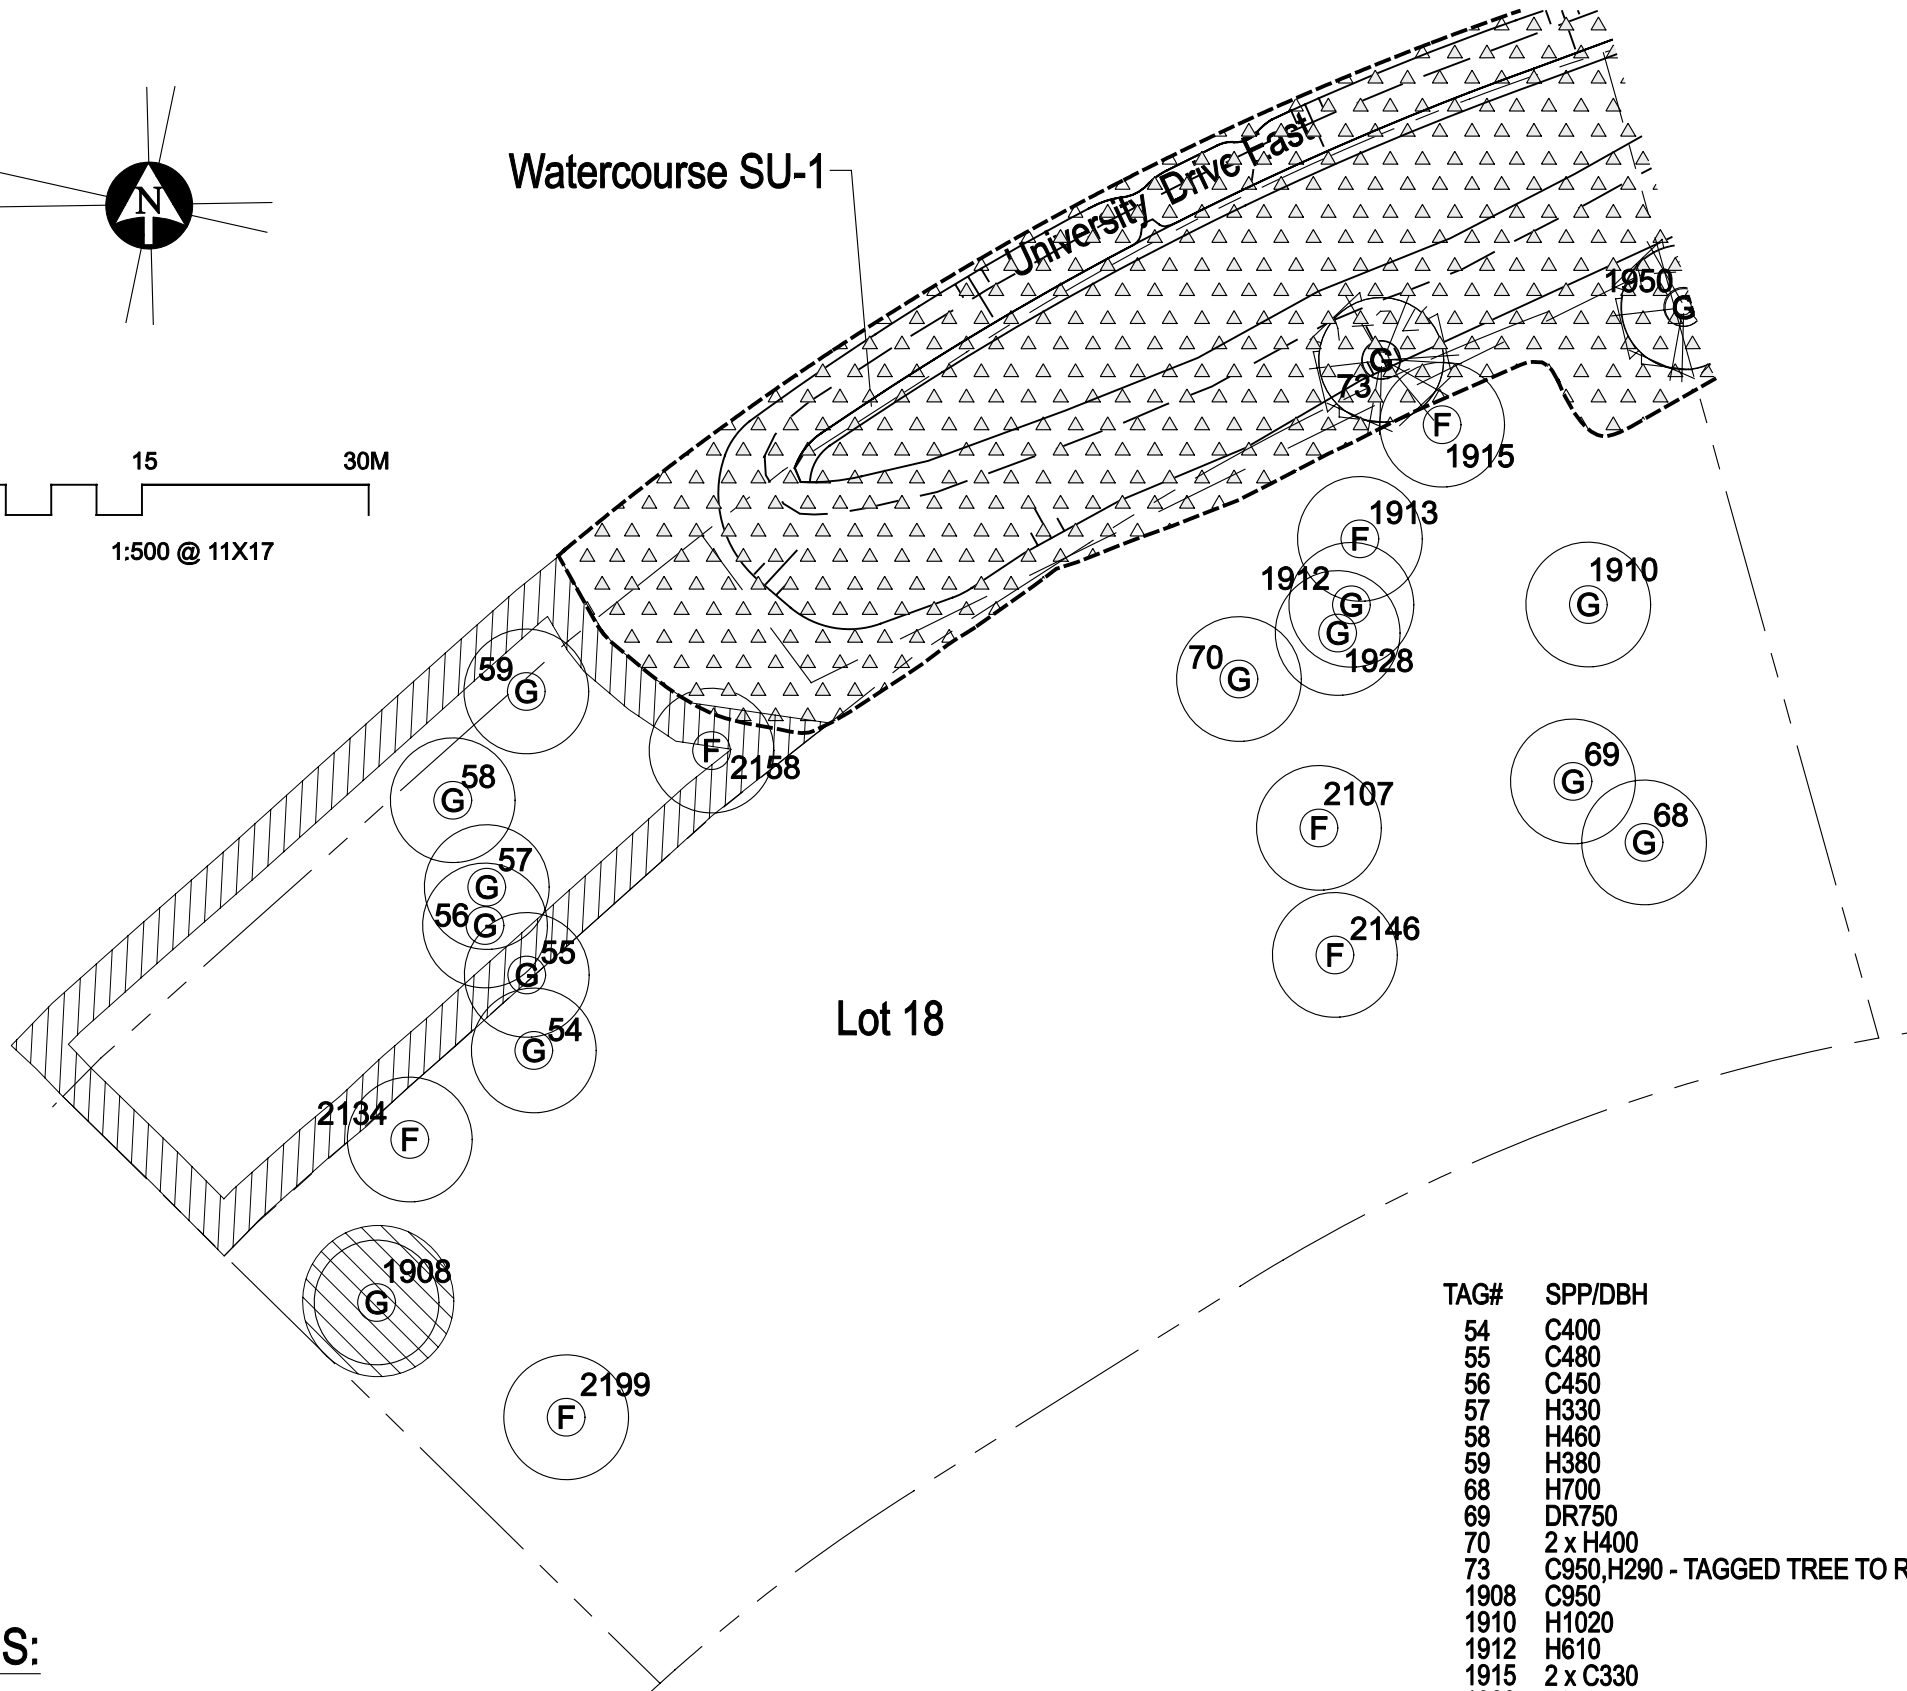 N
Watercourse SU-1
University Drive East
1950
G
G
73
F
1915
15 30M
1:500 @ 11X17
1913
F
1912
G
G
1928
1910
G
59
G
70
G
F
2158
58
G
69
G
68
G
2107
F
57
G
56
G
55
G
2146
F
54
G
Lot 18
2134
F
1908
G
2199
F
TAG# SPP/DBH
54 C400
55 C480
56 C450
57 H330
58 H460
59 H380
68 H700
69 DR750
70 2 x H400
73 C950,H290 - TAGGED TREE TO R
1908 C950
1910 H1020
1912 H610
1915 2 x C330
S: